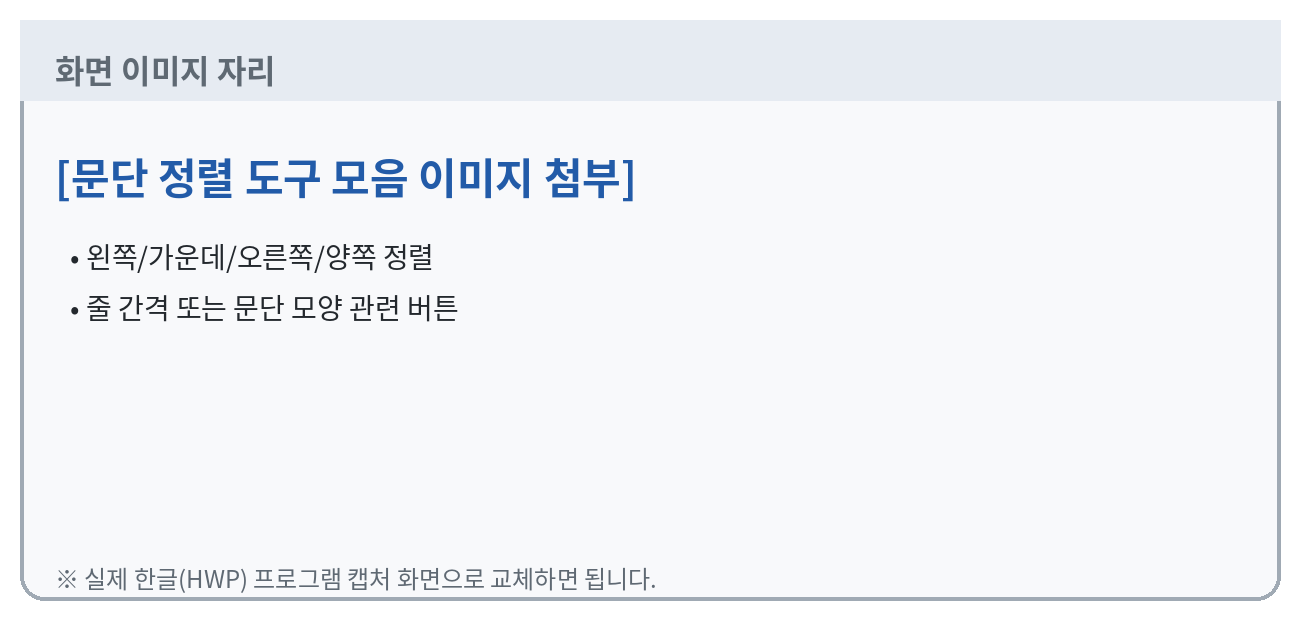 화면 이미지 자리
[문단 정렬 도구 모음 이미지 첨부]
• 왼쪽/가운데/오른쪽/양쪽 정렬
• 줄 간격 또는 문단 모양 관련 버튼
※ 실제 한글(HWP) 프로그램 캡처 화면으로 교체하면 됩니다.